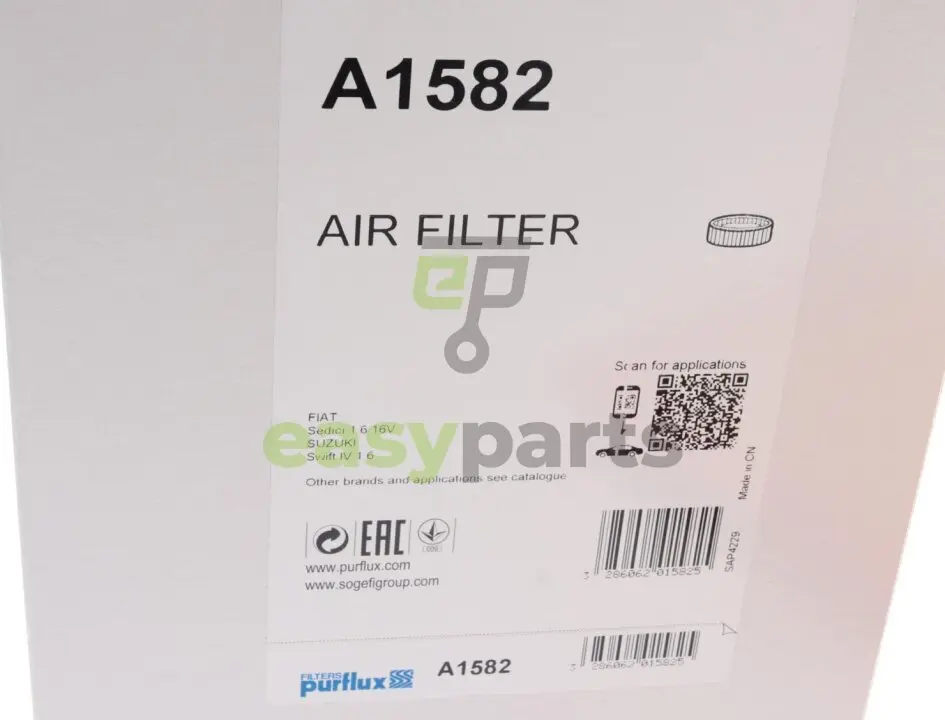 A1582
AIR FILTER
ep
Scan for applications
FIAT
Sedici 1.6 16V
SUZUKI
Swift IV 1.6
easyparts
Other brands and applications see catalogue
Made in CN
EAC
www.purflux.com
www.sogefigroup.com
3 286062 015825
SAP4229
FILTERS
purflux
A1582
3 286062 015825